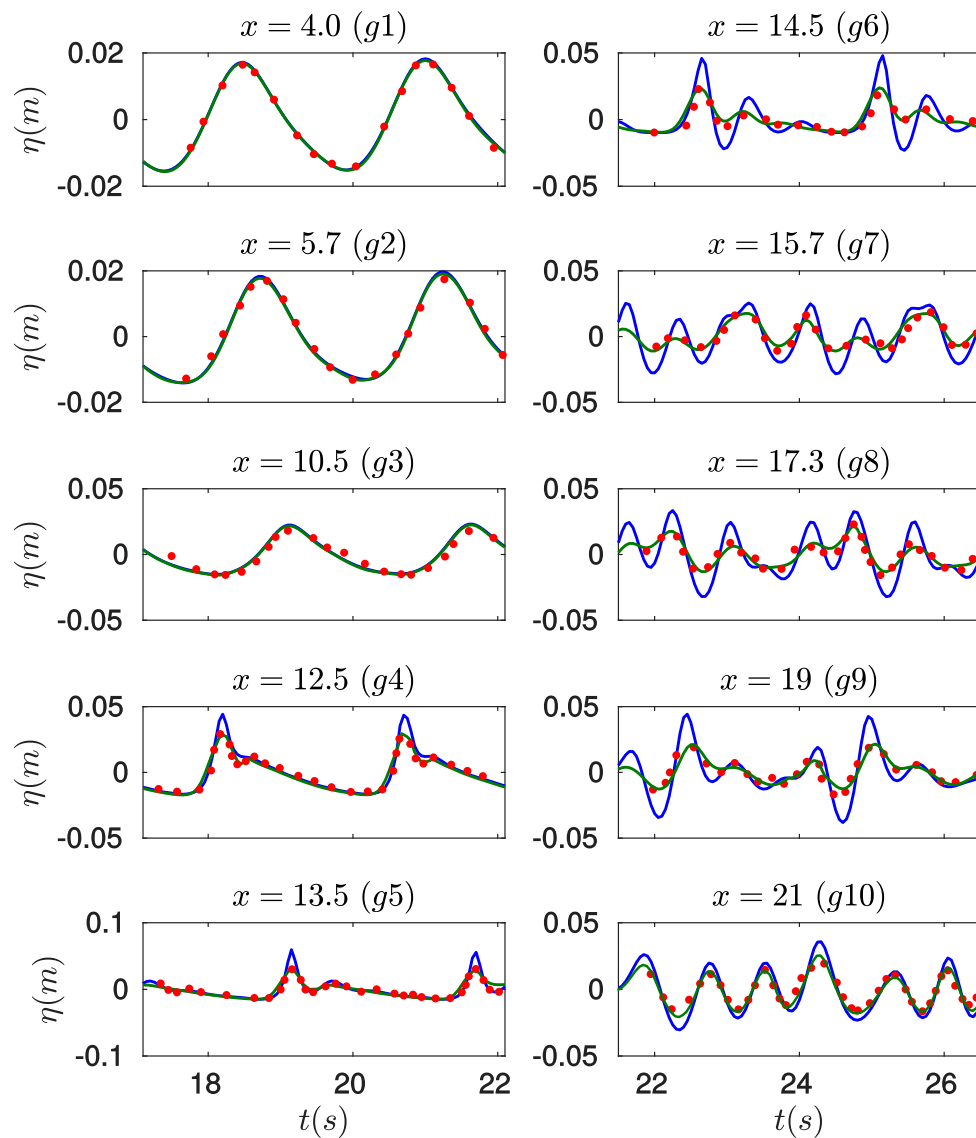 x = 4.0 (g1)
0.02
0
-0.02
η(m)
x = 5.7 (g2)
0.02
0
-0.02
η(m)
x = 10.5 (g3)
0.05
0
-0.05
η(m)
x = 12.5 (g4)
0.05
0
-0.05
η(m)
x = 13.5 (g5)
0.1
0
-0.1
η(m)
18 20 22
t(s)
x = 14.5 (g6)
0.05
0
-0.05
x = 15.7 (g7)
0.05
0
-0.05
x = 17.3 (g8)
0.05
0
-0.05
x = 19 (g9)
0.05
0
-0.05
x = 21 (g10)
0.05
0
-0.05
22 24 26
t(s)